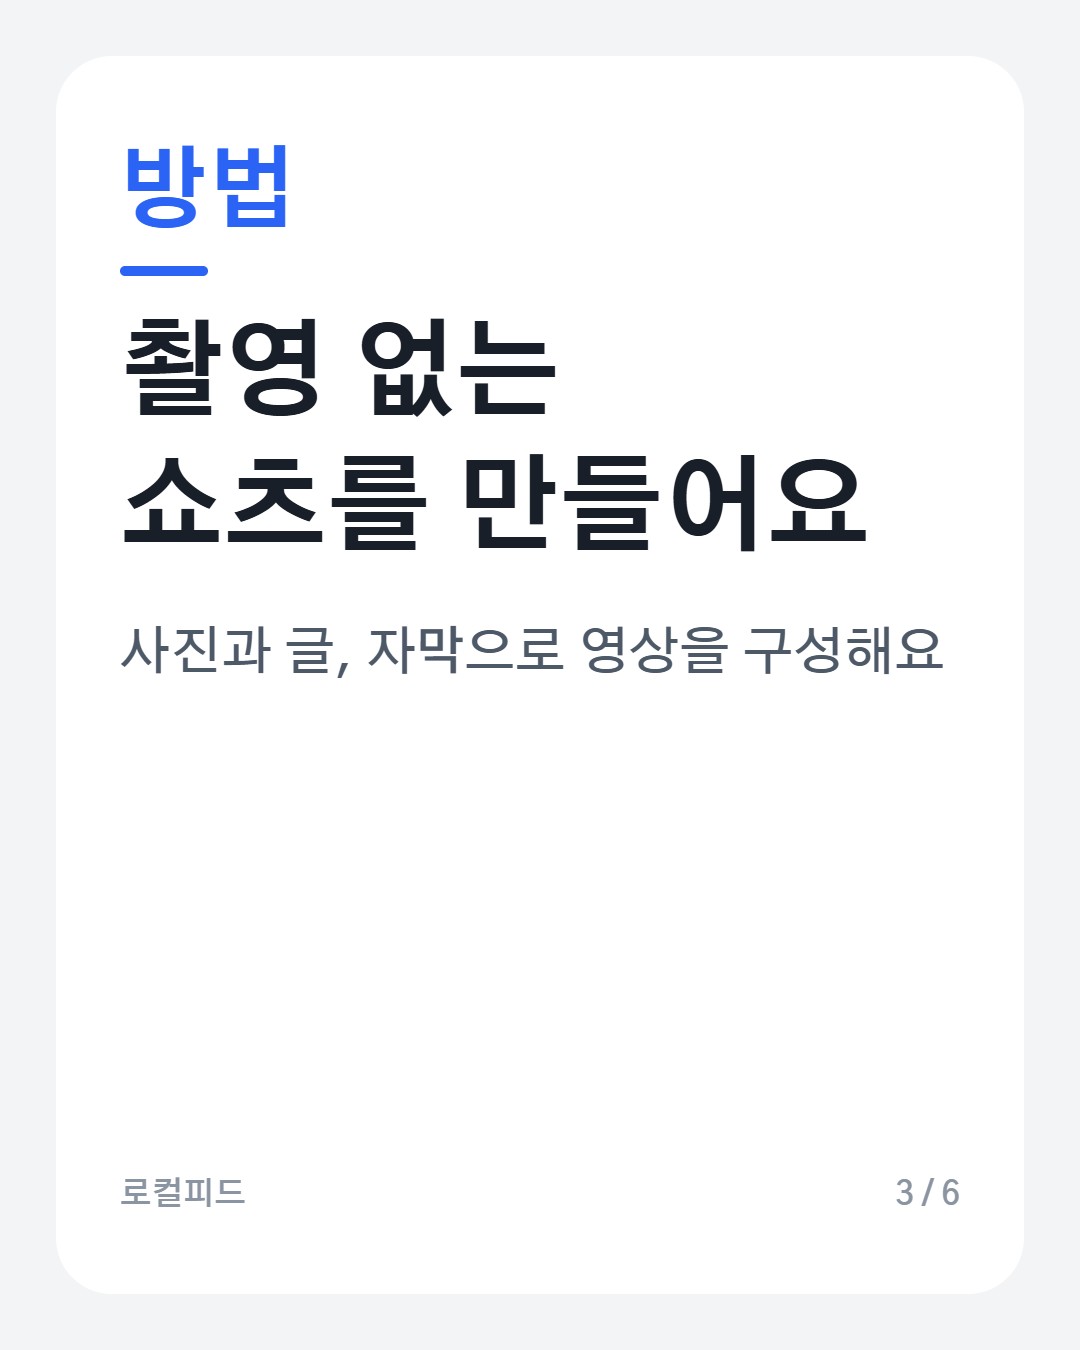 방법
촬영 없는
쇼츠를 만들어요
사진과 글, 자막으로 영상을 구성해요
로컬피드
3 / 6